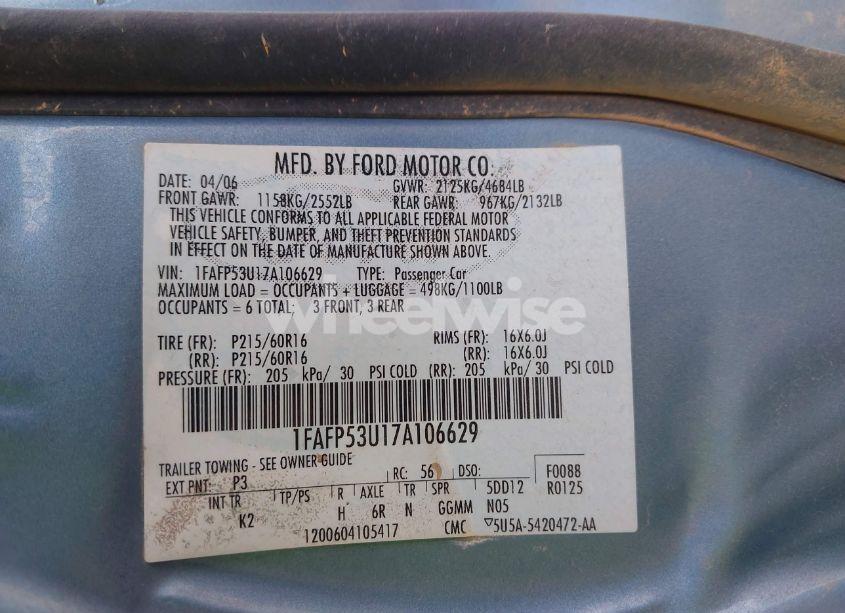 MFD. BY FORD MOTOR CO:
DATE: 04/06 GVWR: 2125KG/4684LB
FRONT GAWR: 1158KG/2552LB REAR GAWR: 967KG/2132LB
THIS VEHICLE CONFORMS TO ALL APPLICABLE FEDERAL MOTOR
VEHICLE SAFETY, BUMPER, AND THEFT PREVENTION STANDARDS
IN EFFECT ON THE DATE OF MANUFACTURE SHOWN ABOVE.
VIN: 1FAFP53U17A106629 TYPE: Passenger Car
MAXIMUM LOAD = OCCUPANTS + LUGGAGE = 498KG/1100LB
OCCUPANTS = 6 TOTAL; 3 FRONT, 3 REAR
wheelwise
TIRE (FR): P215/60R16 RIMS (FR): 16X6.0J
(RR): P215/60R16 (RR): 16X6.0J
PRESSURE (FR): 205 kPa/ 30 PSI COLD (RR): 205 kPa/ 30 PSI COLD
1FAFP53U17A106629
TRAILER TOWING - SEE OWNER GUIDE
EXT PNT: P3 RC: 56 DSO: F0088
INT TR TP/PS R AXLE TR SPR 5DD12 R0125
K2 H 6R N GGMM N05
1200604105417 CMC ▽5U5A-5420472-AA